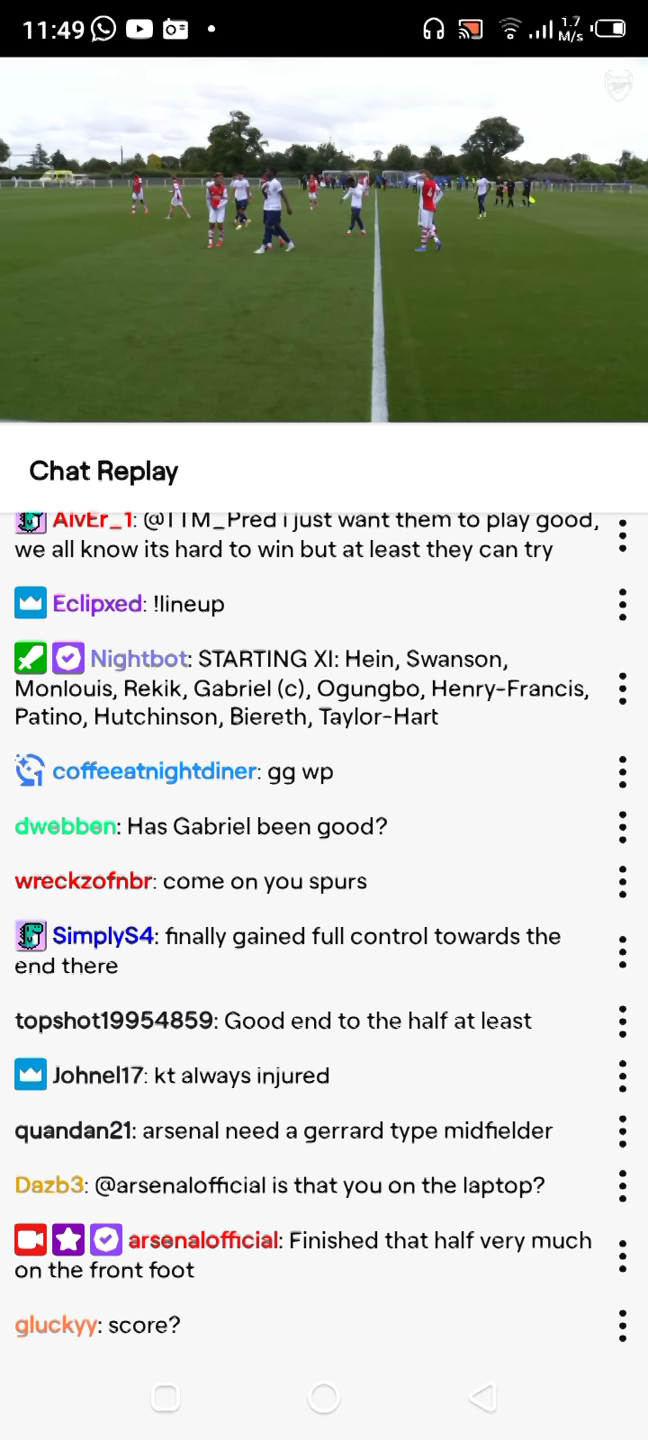 11:49
1.7
M/s
Chat Replay
AlvEr_1: @TTM_Pred i just want them to play good,
we all know its hard to win but at least they can try
Eclipxed: !lineup
Nightbot: STARTING XI: Hein, Swanson,
Monlouis, Rekik, Gabriel (c), Ogungbo, Henry-Francis,
Patino, Hutchinson, Biereth, Taylor-Hart
coffeeatnightdiner: gg wp
dwebben: Has Gabriel been good?
wreckzofnbr: come on you spurs
SimplyS4: finally gained full control towards the
end there
topshot19954859: Good end to the half at least
Johnel17: kt always injured
quandan21: arsenal need a gerrard type midfielder
Dazb3: @arsenalofficial is that you on the laptop?
arsenalofficial: Finished that half very much
on the front foot
gluckyy: score?